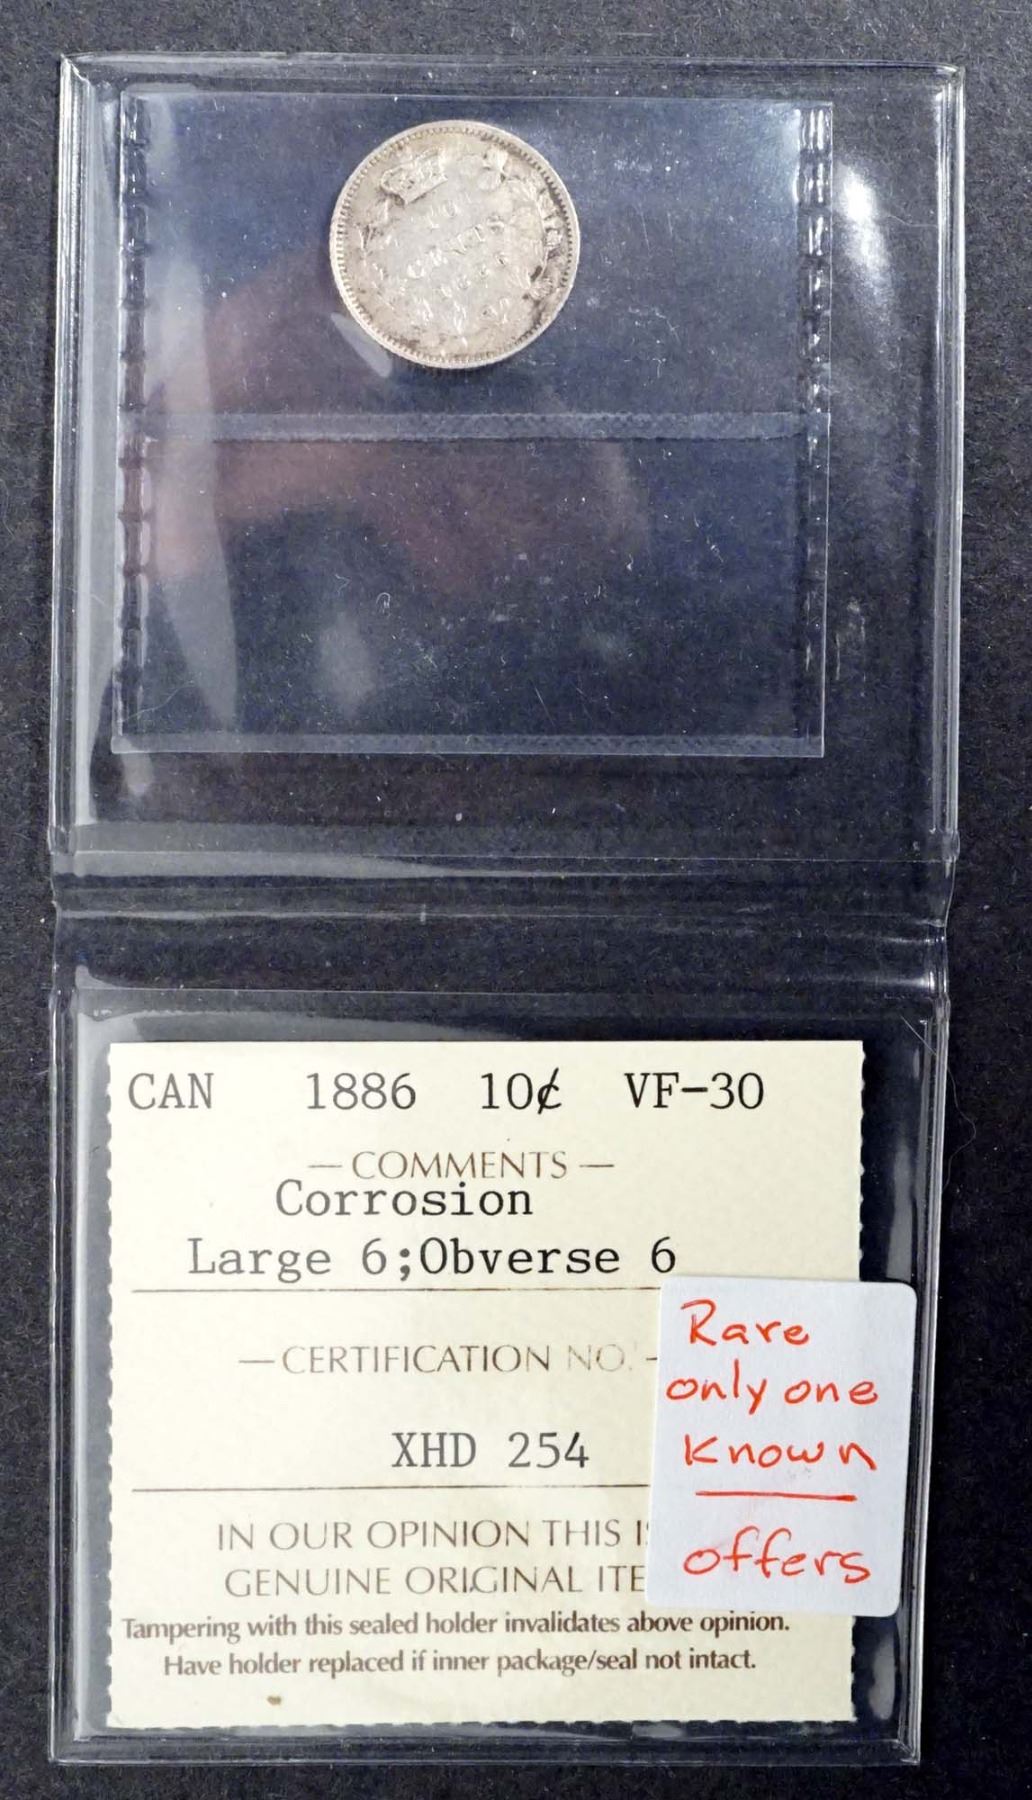 10
CENTS
CAN 1886 10¢ VF-30
— COMMENTS —
Corrosion
Large 6;Obverse 6
— CERTIFICATION NO. -
XHD 254
IN OUR OPINION THIS
GENUINE ORIGINAL ITE
Tampering with this sealed holder invalidates above opinion.
Have holder replaced if inner package/seal not intact.
Rare
only one
known
offers